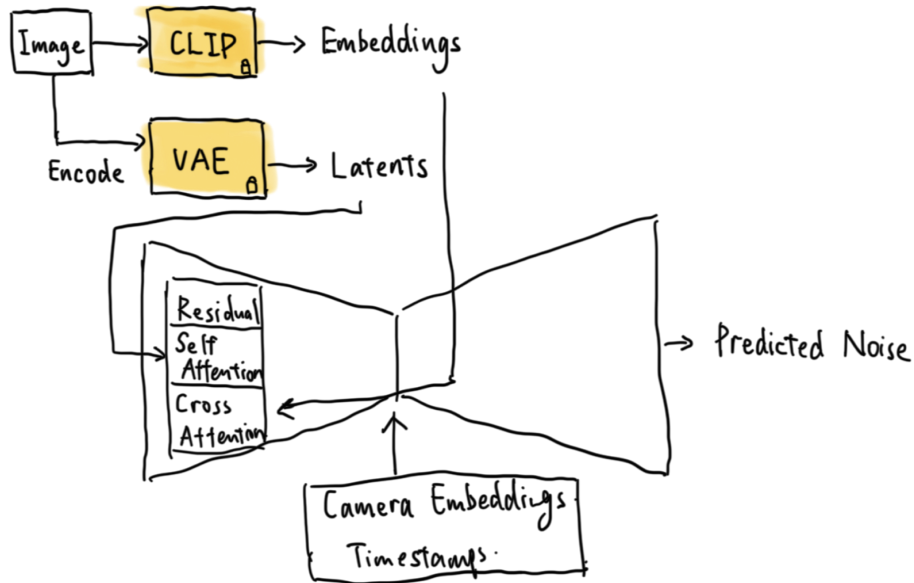 Image
CLIP
Embeddings
Encode
VAE
Latents
Residual
Self
Attention
Cross
Attention
Predicted Noise
Camera Embeddings
Timestamps.